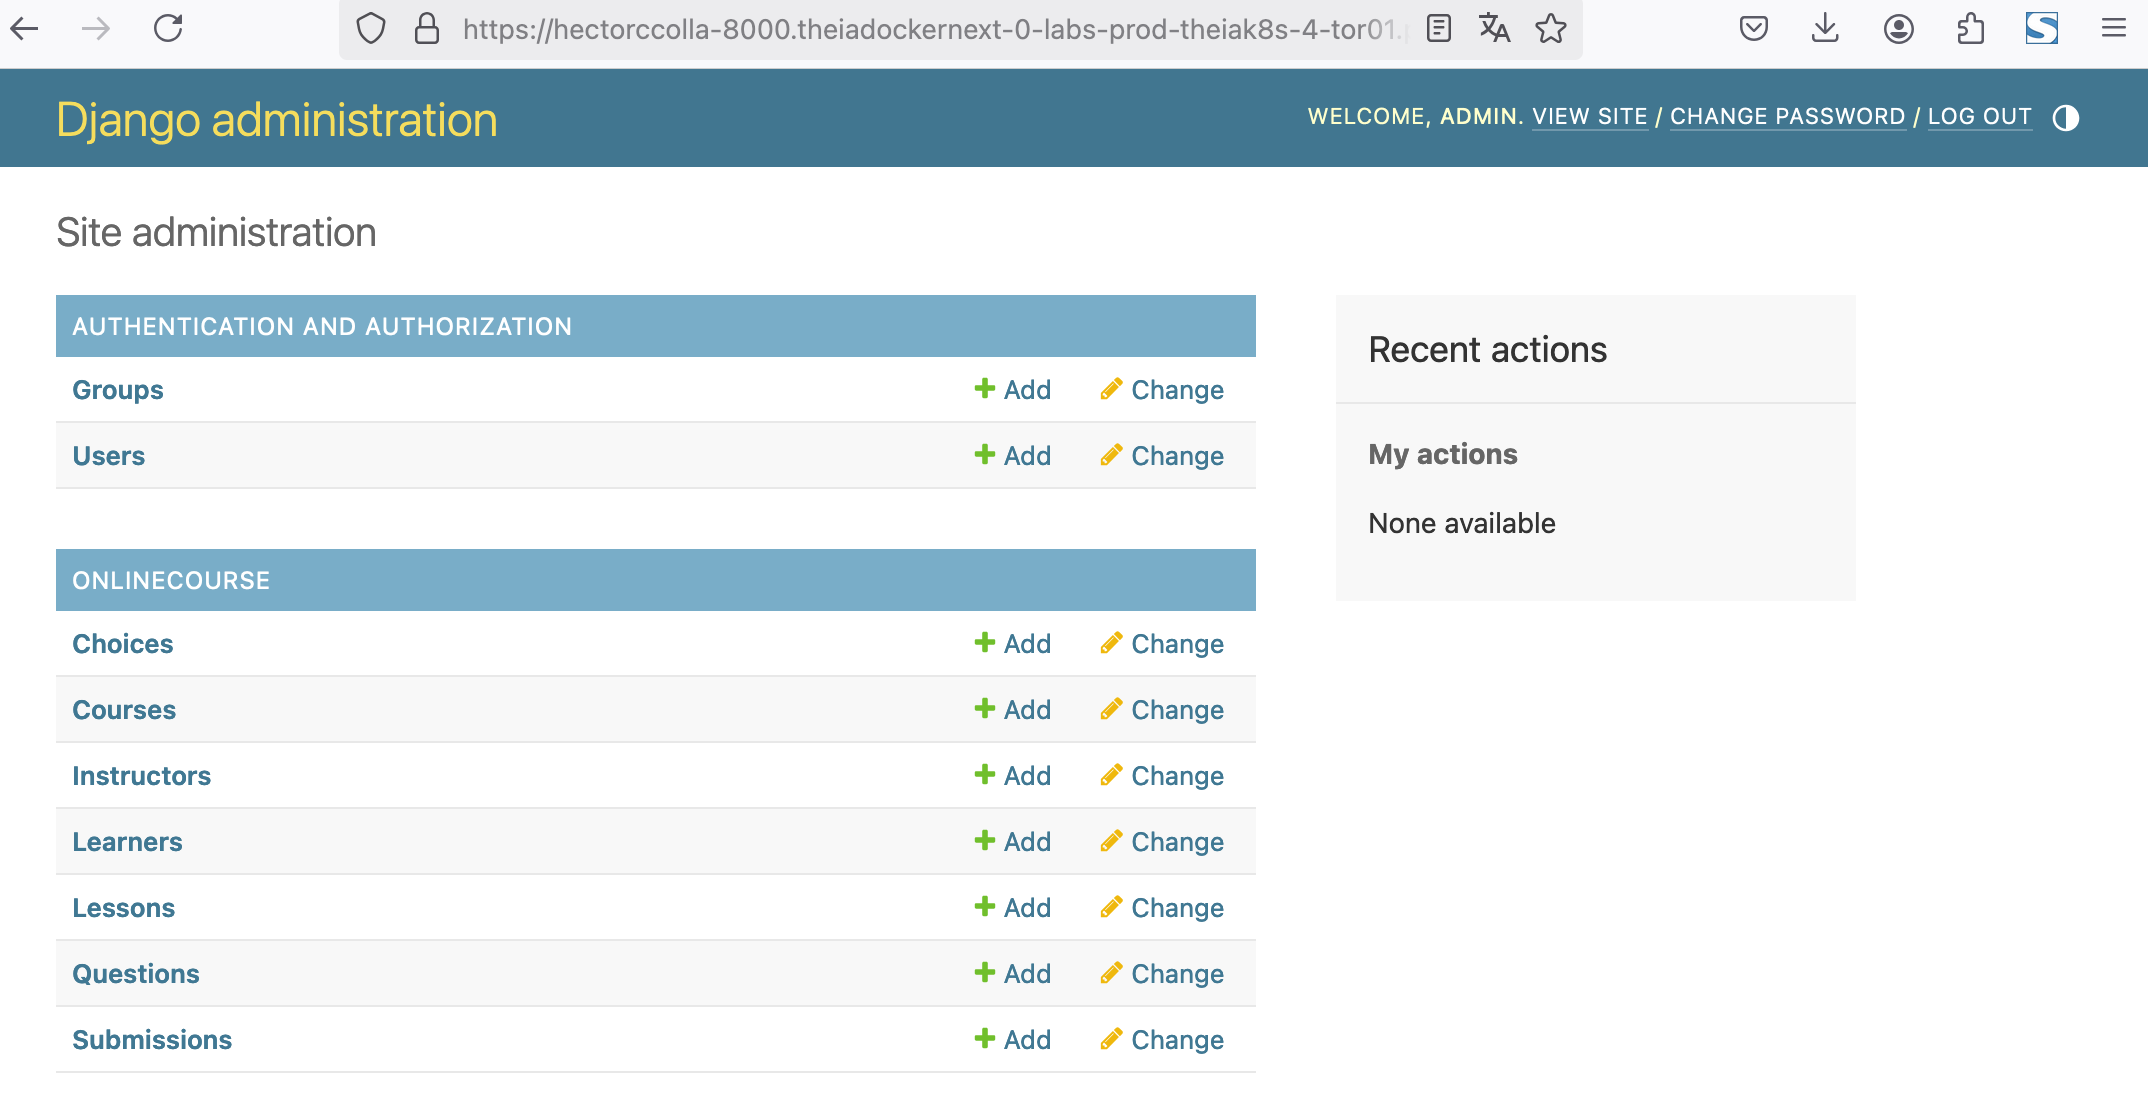 https://hectorccolla-8000.theiadockernext-0-labs-prod-theiak8s-4-tor01.
Django administration
WELCOME, ADMIN. VIEW SITE / CHANGE PASSWORD / LOG OUT
Site administration
AUTHENTICATION AND AUTHORIZATION
Groups Add Change
Users Add Change
ONLINECOURSE
Choices Add Change
Courses Add Change
Instructors Add Change
Learners Add Change
Lessons Add Change
Questions Add Change
Submissions Add Change
Recent actions
My actions
None available